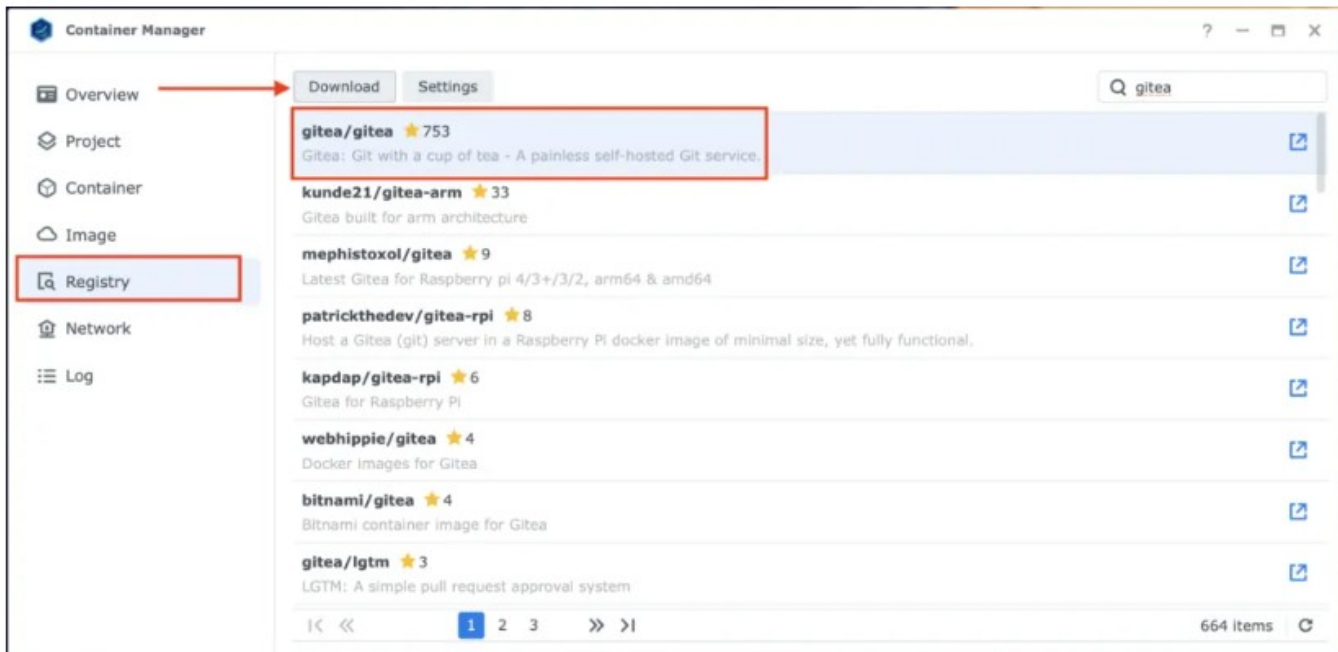 Container Manager
?
Overview
Project
Container
Image
Registry
Network
Log
Download
Settings
gitea
gitea/gitea 753
Gitea: Git with a cup of tea - A painless self-hosted Git service.
kunde21/gitea-arm 33
Gitea built for arm architecture
mephistoxol/gitea 9
Latest Gitea for Raspberry pi 4/3+/3/2, arm64 & amd64
patrickthedev/gitea-rpi 8
Host a Gitea (git) server in a Raspberry Pi docker image of minimal size, yet fully functional.
kapdap/gitea-rpi 6
Gitea for Raspberry Pi
webhippie/gitea 4
Docker images for Gitea
bitnami/gitea 4
Bitnami container image for Gitea
gitea/lgtm 3
LGTM: A simple pull request approval system
1 2 3
664 items